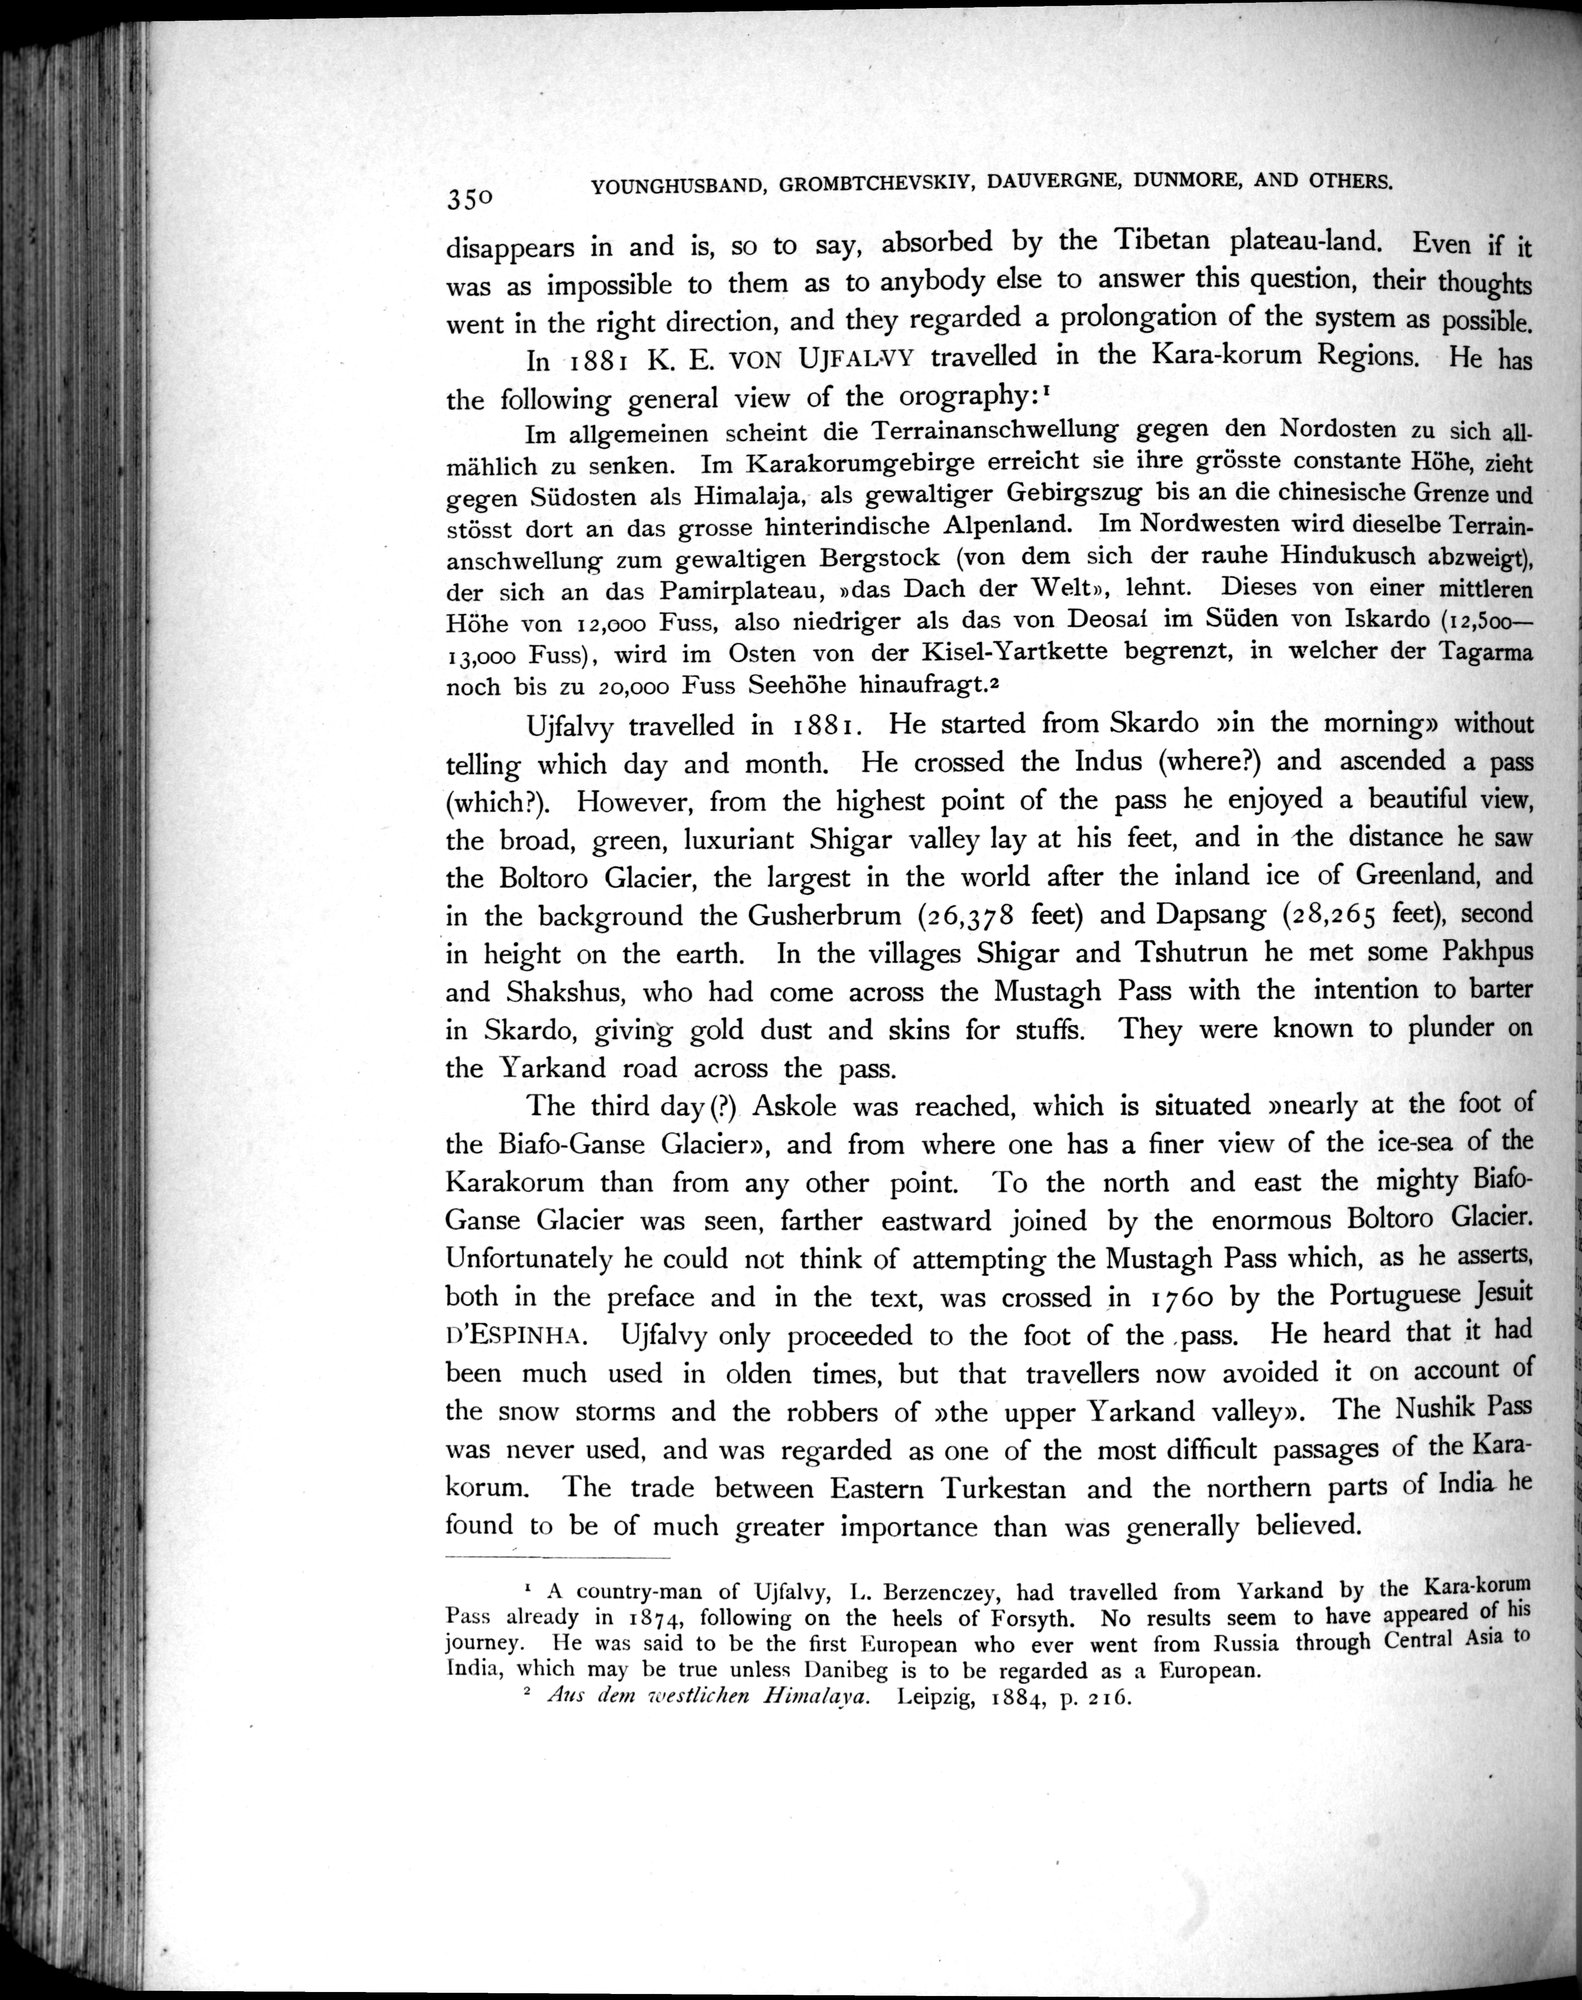 350 YOUNGHUSBAND, GROMBTCHEVSKIY, DAUVERGNE, DUNMORE, AND OTHERS.
disappears in and is, so to say, absorbed by the Tibetan plateau-land. Even if it
was as impossible to them as to anybody else to answer this question, their thoughts
went in the right direction, and they regarded a prolongation of the system as possible.
In 1881 K. E. VON UJFALVY travelled in the Kara-korum Regions. He has
the following general view of the orography:¹
Im allgemeinen scheint die Terrainanschwellung gegen den Nordosten zu sich all-
mählich zu senken. Im Karakorumgebirge erreicht sie ihre grösste constante Höhe, zieht
gegen Südosten als Himalaja, als gewaltiger Gebirgszug bis an die chinesische Grenze und
stösst dort an das grosse hinterindische Alpenland. Im Nordwesten wird dieselbe Terrain-
anschwellung zum gewaltigen Bergstock (von dem sich der rauhe Hindukusch abzweigt),
der sich an das Pamirplateau, »das Dach der Welt», lehnt. Dieses von einer mittleren
Höhe von 12,000 Fuss, also niedriger als das von Deosaí im Süden von Iskardo (12,500—
13,000 Fuss), wird im Osten von der Kisel-Yartkette begrenzt, in welcher der Tagarma
noch bis zu 20,000 Fuss Seehöhe hinaufragt.²
Ujfalvy travelled in 1881. He started from Skardo »in the morning» without
telling which day and month. He crossed the Indus (where?) and ascended a pass
(which?). However, from the highest point of the pass he enjoyed a beautiful view,
the broad, green, luxuriant Shigar valley lay at his feet, and in the distance he saw
the Boltoro Glacier, the largest in the world after the inland ice of Greenland, and
in the background the Gusherbrum (26,378 feet) and Dapsang (28,265 feet), second
in height on the earth. In the villages Shigar and Tshutrun he met some Pakhpus
and Shakshus, who had come across the Mustagh Pass with the intention to barter
in Skardo, giving gold dust and skins for stuffs. They were known to plunder on
the Yarkand road across the pass.
The third day (?) Askole was reached, which is situated »nearly at the foot of
the Biafo-Ganse Glacier», and from where one has a finer view of the ice-sea of the
Karakorum than from any other point. To the north and east the mighty Biafo-
Ganse Glacier was seen, farther eastward joined by the enormous Boltoro Glacier.
Unfortunately he could not think of attempting the Mustagh Pass which, as he asserts,
both in the preface and in the text, was crossed in 1760 by the Portuguese Jesuit
D'ESPINHA. Ujfalvy only proceeded to the foot of the pass. He heard that it had
been much used in olden times, but that travellers now avoided it on account of
the snow storms and the robbers of »the upper Yarkand valley». The Nushik Pass
was never used, and was regarded as one of the most difficult passages of the Kara-
korum. The trade between Eastern Turkestan and the northern parts of India he
found to be of much greater importance than was generally believed.
¹ A country-man of Ujfalvy, L. Berzenczey, had travelled from Yarkand by the Kara-korum
Pass already in 1874, following on the heels of Forsyth. No results seem to have appeared of his
journey. He was said to be the first European who ever went from Russia through Central Asia to
India, which may be true unless Danibeg is to be regarded as a European.
² Aus dem westlichen Himalaya. Leipzig, 1884, p. 216.